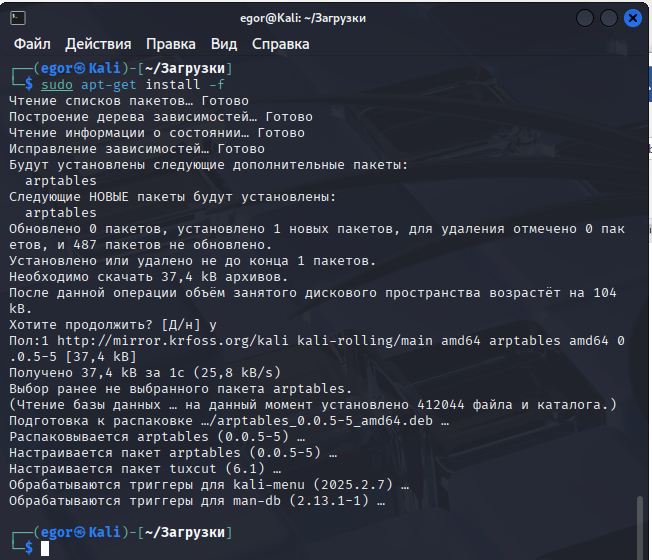 egor@Kali: ~/Загрузки
Файл Действия Правка Вид Справка
┌──(egor㉿Kali)-[~/Загрузки]
└─$ sudo apt-get install -f
Чтение списков пакетов… Готово
Построение дерева зависимостей… Готово
Чтение информации о состоянии… Готово
Исправление зависимостей… Готово
Будут установлены следующие дополнительные пакеты:
  arptables
Следующие НОВЫЕ пакеты будут установлены:
  arptables
Обновлено 0 пакетов, установлено 1 новых пакетов, для удаления отмечено 0 пак
етов, и 487 пакетов не обновлено.
Установлено или удалено не до конца 1 пакетов.
Необходимо скачать 37,4 kB архивов.
После данной операции объём занятого дискового пространства возрастёт на 104
kB.
Хотите продолжить? [Д/н] y
Пол:1 http://mirror.krfoss.org/kali kali-rolling/main amd64 arptables amd64 0
.0.5-5 [37,4 kB]
Получено 37,4 kB за 1с (25,8 kB/s)
Выбор ранее не выбранного пакета arptables.
(Чтение базы данных … на данный момент установлено 412044 файла и каталога.)
Подготовка к распаковке …/arptables_0.0.5-5_amd64.deb …
Распаковывается arptables (0.0.5-5) …
Настраивается пакет arptables (0.0.5-5) …
Настраивается пакет tuxcut (6.1) …
Обрабатываются триггеры для kali-menu (2025.2.7) …
Обрабатываются триггеры для man-db (2.13.1-1) …
┌──(egor㉿Kali)-[~/Загрузки]
└─$